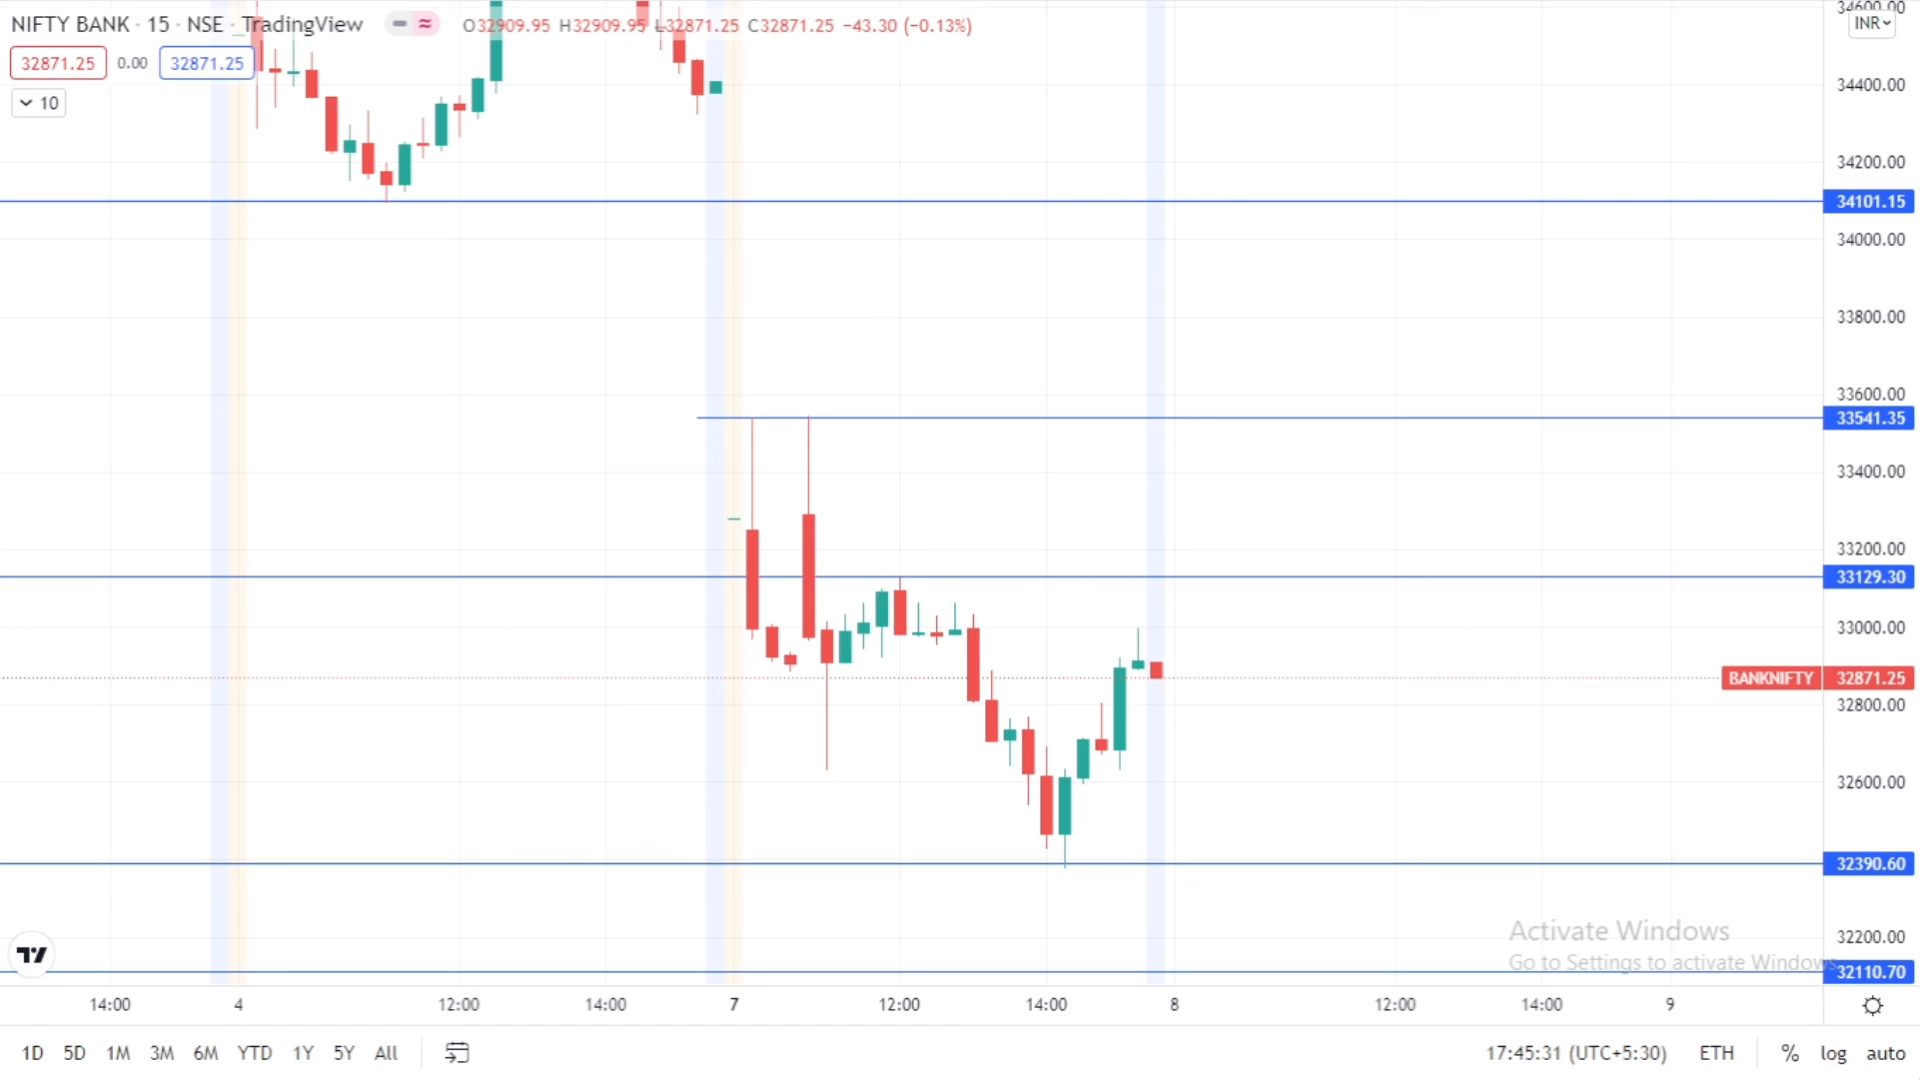 NIFTY BANK · 15 · NSE TradingView
O32909.95 H32909.95 L32871.25 C32871.25 −43.30 (−0.13%)
32871.25 0.00 32871.25
10
INR
34600.00
34400.00
34200.00
34101.15
34000.00
33800.00
33600.00
33541.35
33400.00
33200.00
33129.30
33000.00
BANKNIFTY 32871.25
32800.00
32600.00
32390.60
32200.00
32110.70
Activate Windows
Go to Settings to activate Windows
14:00 4 12:00 14:00 7 12:00 14:00 8 12:00 14:00 9
1D 5D 1M 3M 6M YTD 1Y 5Y All
17:45:31 (UTC+5:30) ETH % log auto